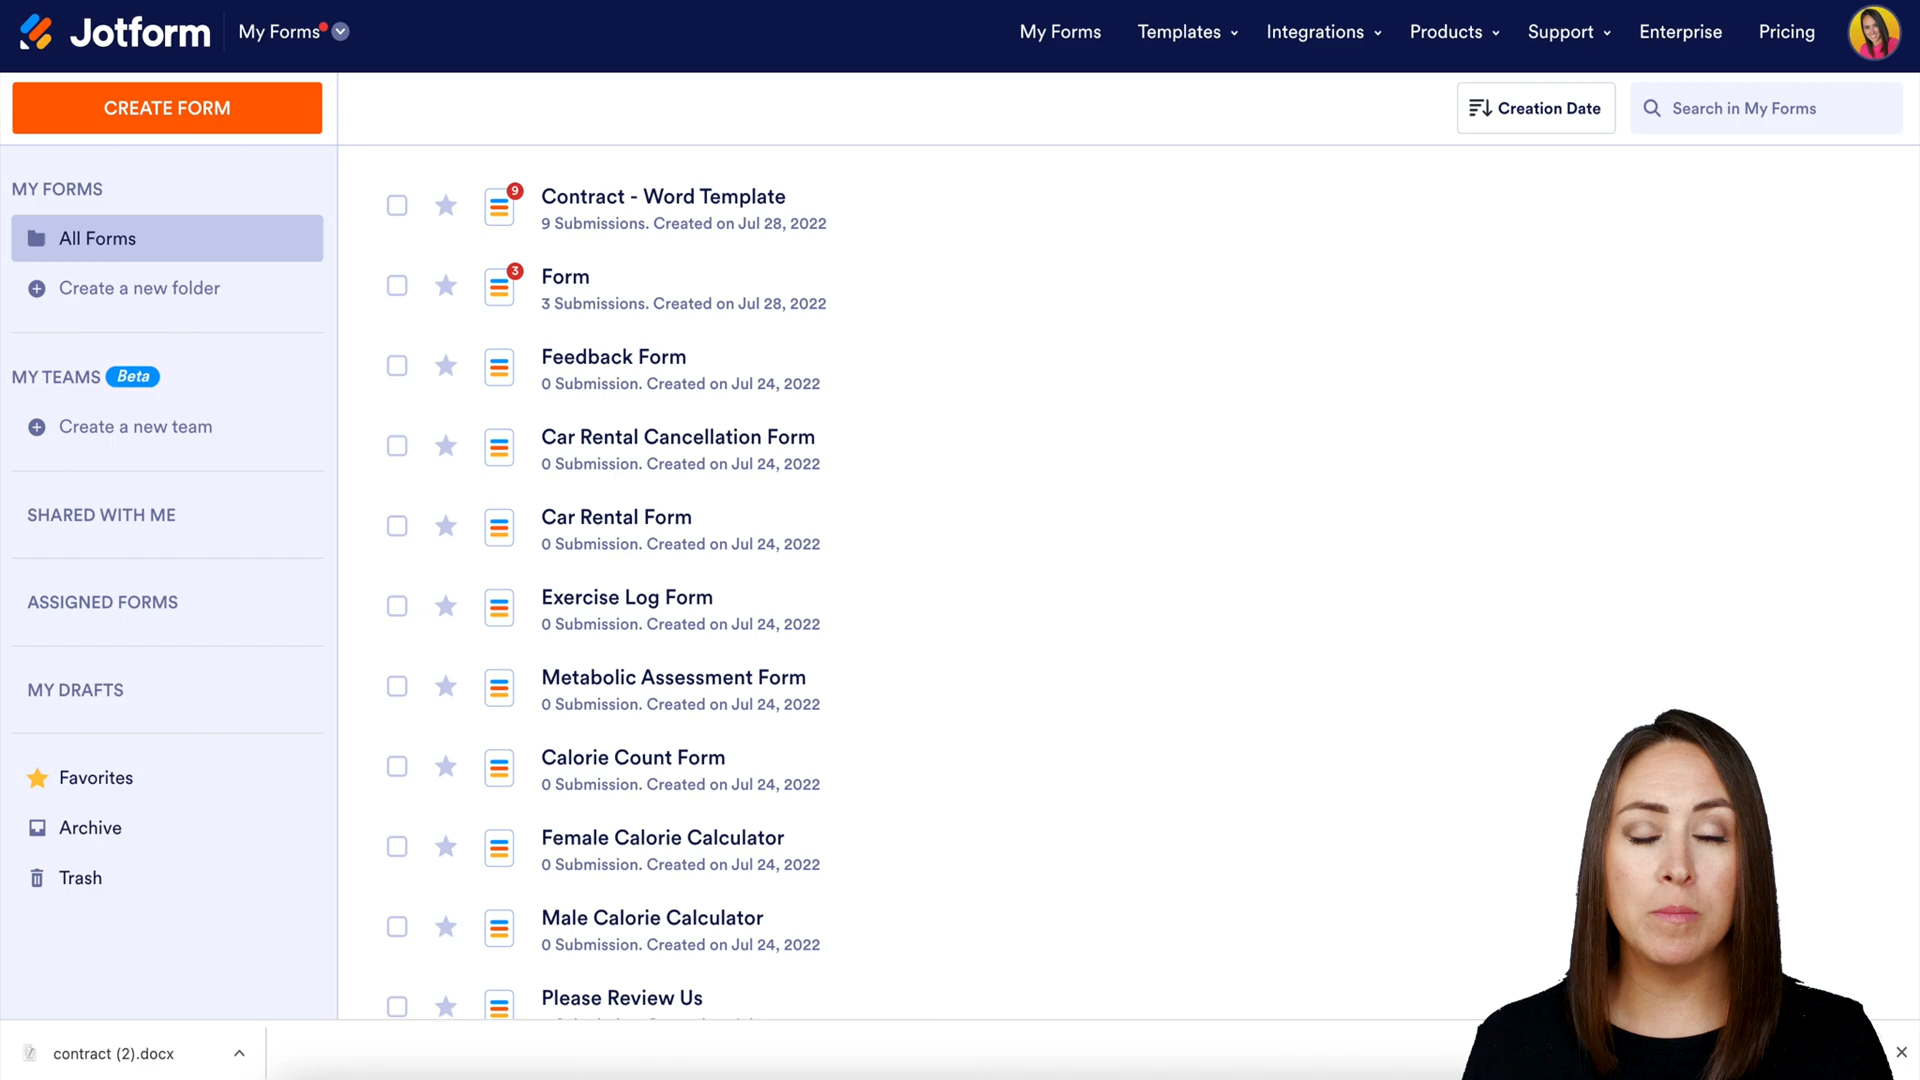 Jotform
My Forms
My Forms
Templates
Integrations
Products
Support
Enterprise
Pricing
CREATE FORM
Creation Date
Search in My Forms
MY FORMS
All Forms
Create a new folder
MY TEAMS Beta
Create a new team
SHARED WITH ME
ASSIGNED FORMS
MY DRAFTS
Favorites
Archive
Trash
9
Contract - Word Template
9 Submissions. Created on Jul 28, 2022
3
Form
3 Submissions. Created on Jul 28, 2022
Feedback Form
0 Submission. Created on Jul 24, 2022
Car Rental Cancellation Form
0 Submission. Created on Jul 24, 2022
Car Rental Form
0 Submission. Created on Jul 24, 2022
Exercise Log Form
0 Submission. Created on Jul 24, 2022
Metabolic Assessment Form
0 Submission. Created on Jul 24, 2022
Calorie Count Form
0 Submission. Created on Jul 24, 2022
Female Calorie Calculator
0 Submission. Created on Jul 24, 2022
Male Calorie Calculator
0 Submission. Created on Jul 24, 2022
Please Review Us
contract (2).docx